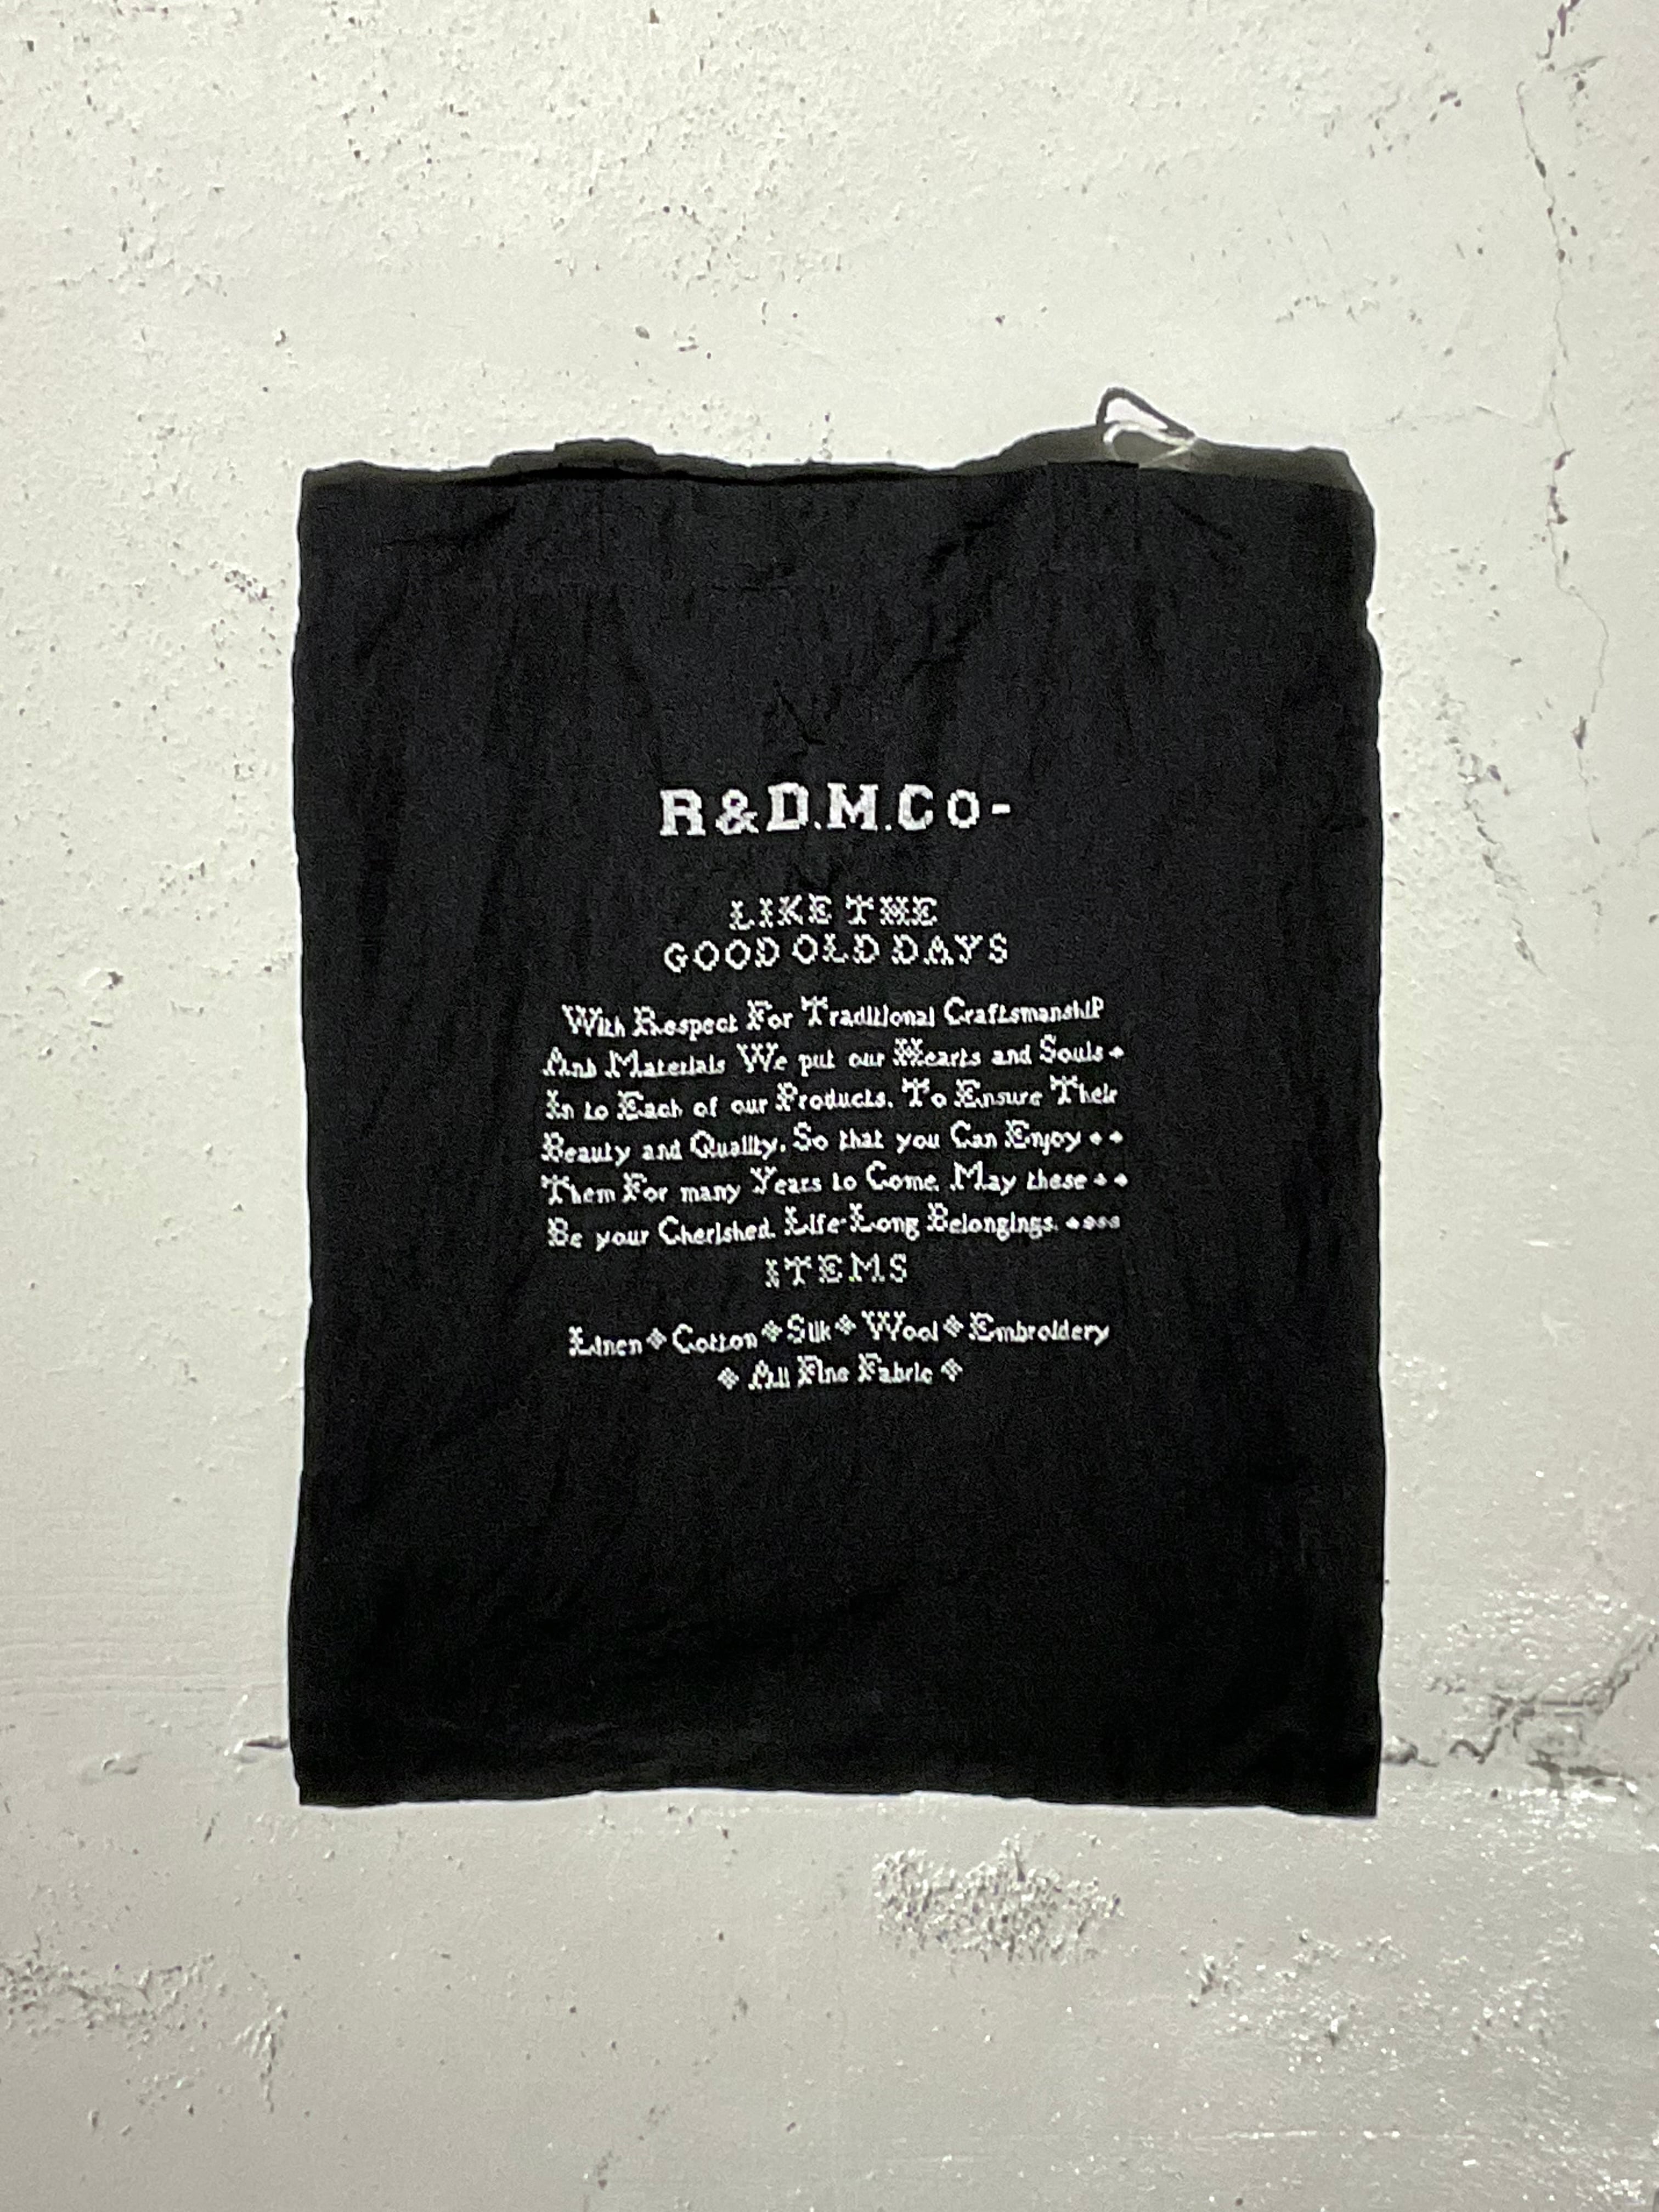 R&D.M.Co-
LIKE THE
GOOD OLD DAYS
With Respect For Traditional CraftsmanshiP
And Materials We put our Hearts and Souls
In to Each of our Products. To Ensure Their
Beauty and Quality. So that you Can Enjoy
Them For many Years to Come. May these
Be your Cherished. Life-Long Belongings.
ITEMS
Linen ❖ Cotton ❖ Silk ❖ Wool ❖ Embroidery
❖ All Fine Fabric ❖